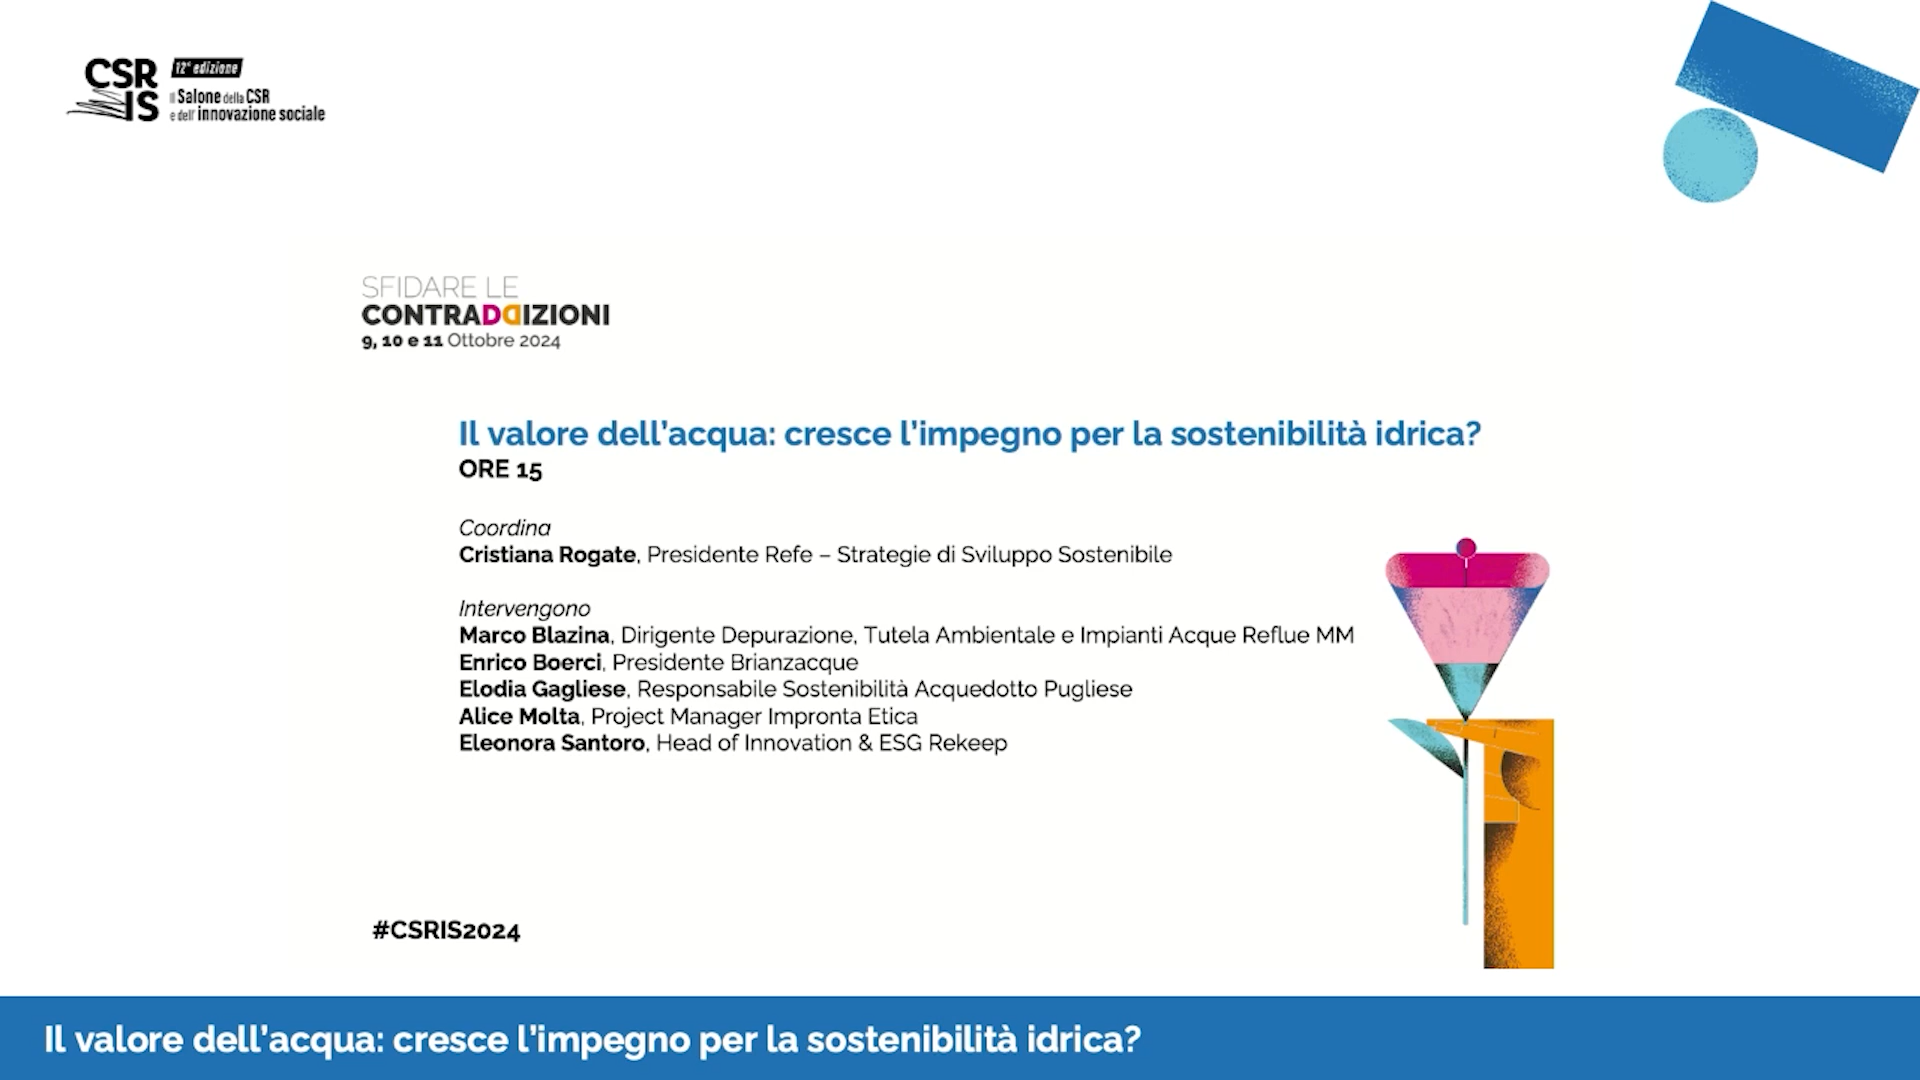 CSR
IS
12ª edizione
Il Salone della CSR
e dell'innovazione sociale
SFIDARE LE
CONTRADDIZIONI
9, 10 e 11 Ottobre 2024
Il valore dell’acqua: cresce l’impegno per la sostenibilità idrica?
ORE 15
Coordina
Cristiana Rogate, Presidente Refe – Strategie di Sviluppo Sostenibile
Intervengono
Marco Blazina, Dirigente Depurazione, Tutela Ambientale e Impianti Acque Reflue MM
Enrico Boerci, Presidente Brianzacque
Elodia Gagliese, Responsabile Sostenibilità Acquedotto Pugliese
Alice Molta, Project Manager Impronta Etica
Eleonora Santoro, Head of Innovation & ESG Rekeep
#CSRIS2024
Il valore dell’acqua: cresce l’impegno per la sostenibilità idrica?